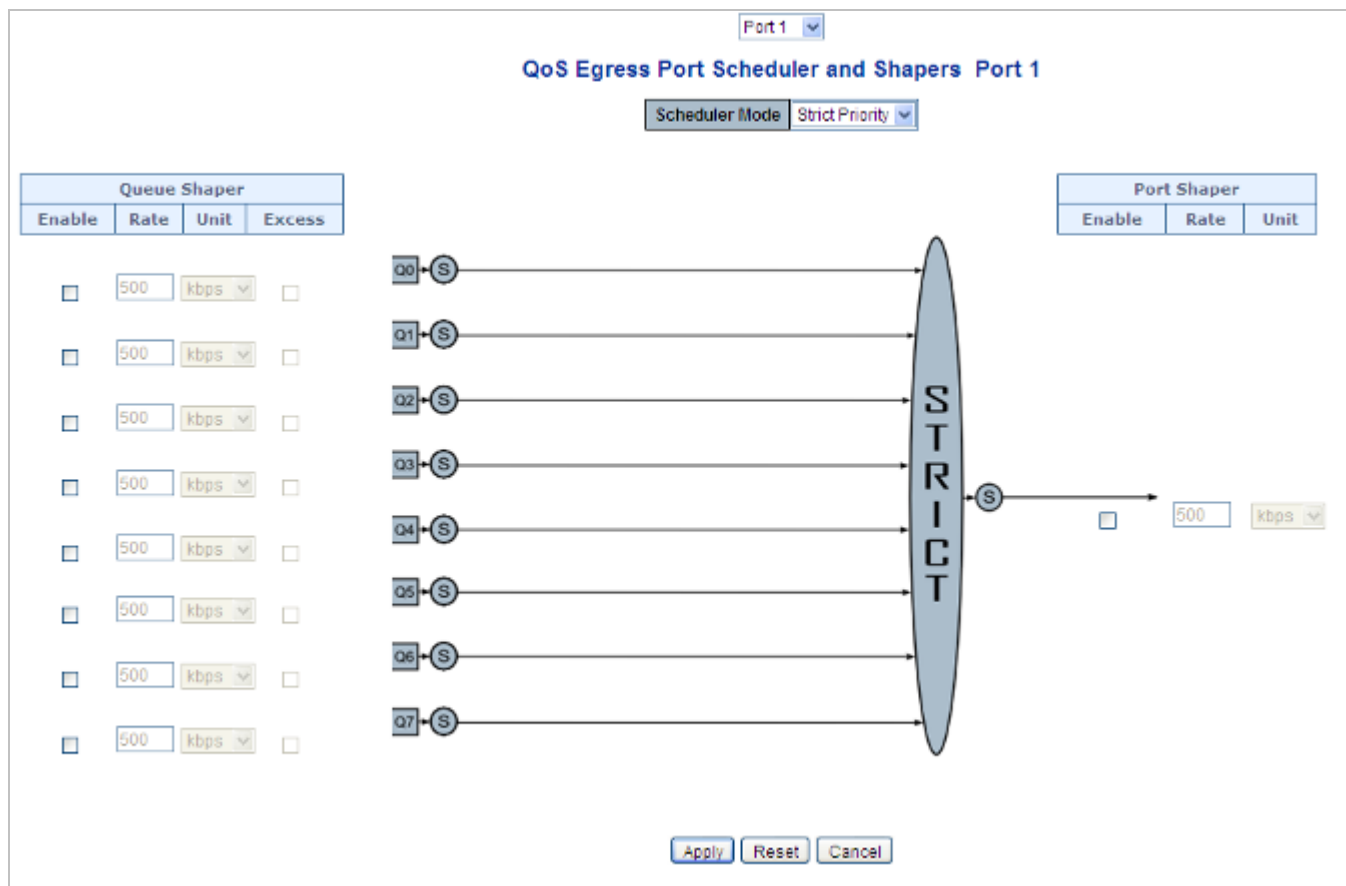 Port 1
QoS Egress Port Scheduler and Shapers Port 1
Scheduler Mode Strict Priority
Queue Shaper
Enable Rate Unit Excess
Port Shaper
Enable Rate Unit
500 kbps
Q0 S
500 kbps
Q1 S
500 kbps
Q2 S
500 kbps
Q3 S
500 kbps
Q4 S
500 kbps
Q5 S
500 kbps
Q6 S
500 kbps
Q7 S
STRICT
S
500 kbps
Apply Reset Cancel